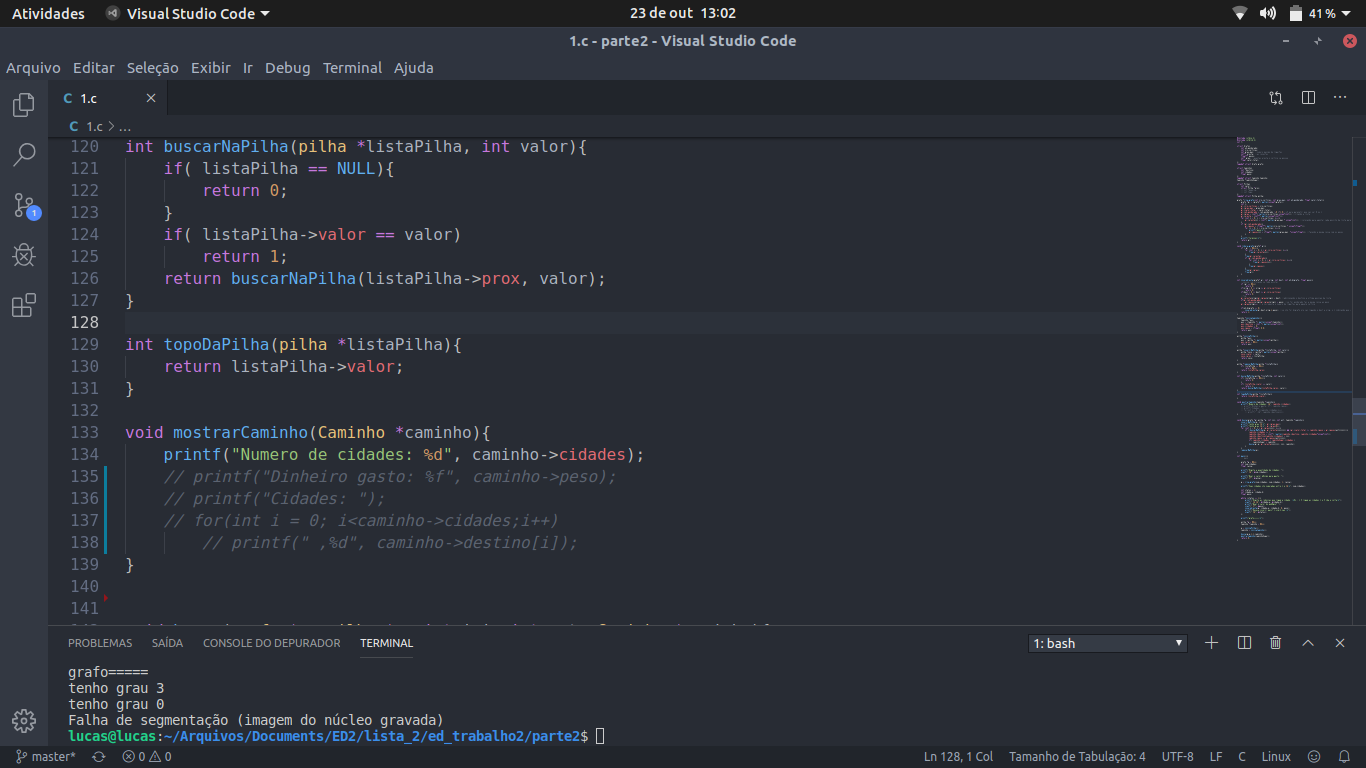 Atividades Visual Studio Code 23 de out 13:02 41%
1.c - parte2 - Visual Studio Code
Arquivo Editar Seleção Exibir Ir Debug Terminal Ajuda
C 1.c
C 1.c > ...
120 int buscarNaPilha(pilha *listaPilha, int valor){
121 if( listaPilha == NULL){
122 return 0;
123 }
124 if( listaPilha->valor == valor)
125 return 1;
126 return buscarNaPilha(listaPilha->prox, valor);
127 }
128
129 int topoDaPilha(pilha *listaPilha){
130 return listaPilha->valor;
131 }
132
133 void mostrarCaminho(Caminho *caminho){
134 printf("Numero de cidades: %d", caminho->cidades);
135 // printf("Dinheiro gasto: %f", caminho->peso);
136 // printf("Cidades: ");
137 // for(int i = 0; i<caminho->cidades;i++)
138 // printf(" ,%d", caminho->destino[i]);
139 }
140
141
1
PROBLEMAS SAÍDA CONSOLE DO DEPURADOR TERMINAL 1: bash
grafo=====
tenho grau 3
tenho grau 0
Falha de segmentação (imagem do núcleo gravada)
lucas@lucas:~/Arquivos/Documents/ED2/lista_2/ed_trabalho2/parte2$
master* 0 0 Ln 128, 1 Col Tamanho de Tabulação: 4 UTF-8 LF C Linux